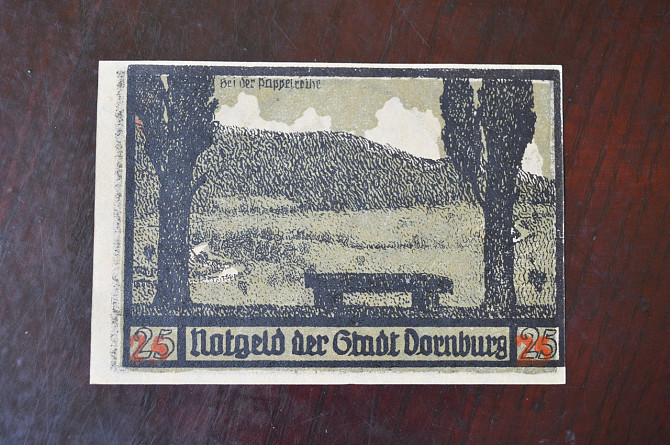 Bei der Pappelreihe
25 Notgeld der Stadt Dornburg 25